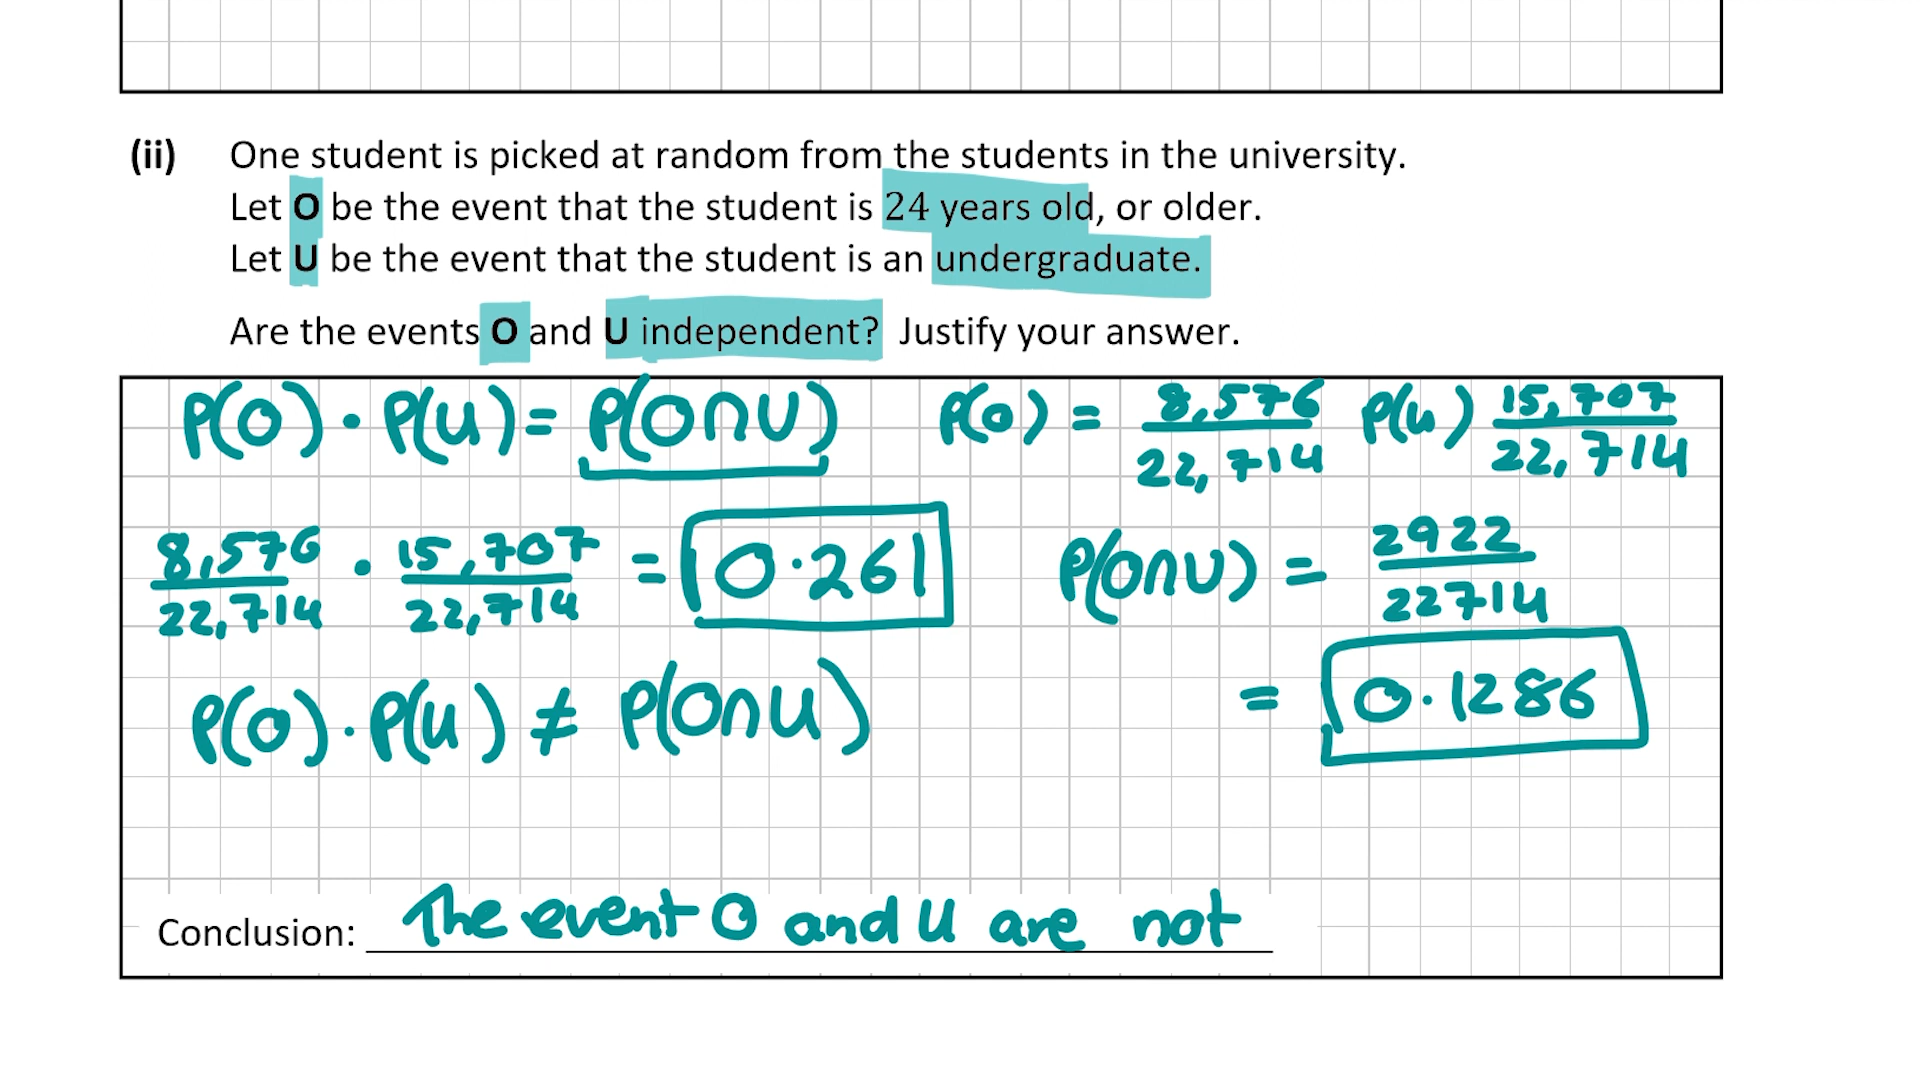 (ii) One student is picked at random from the students in the university.
Let O be the event that the student is 24 years old, or older.
Let U be the event that the student is an undergraduate.
Are the events O and U independent? Justify your answer.
P(O) · P(U) = P(O∩U) P(O) = 8,576/22,714 P(U) 15,707/22,714
8,576/22,714 · 15,707/22,714 = 0·261 P(O∩U) = 2922/22714
P(O) · P(U) ≠ P(O∩U) = 0·1286
Conclusion: The event O and U are not